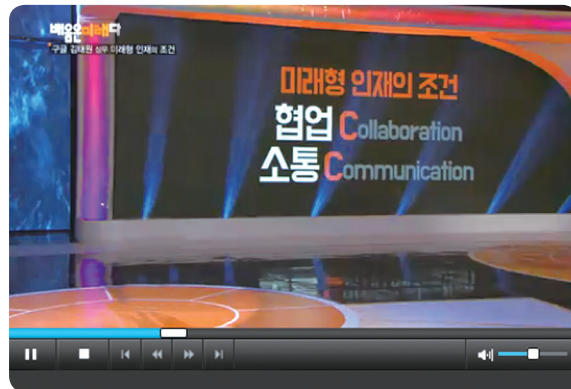 배움은미래다
구글 김태원 상무 미래형 인재의 조건
미래형 인재의 조건
협업 Collaboration
소통 Communication